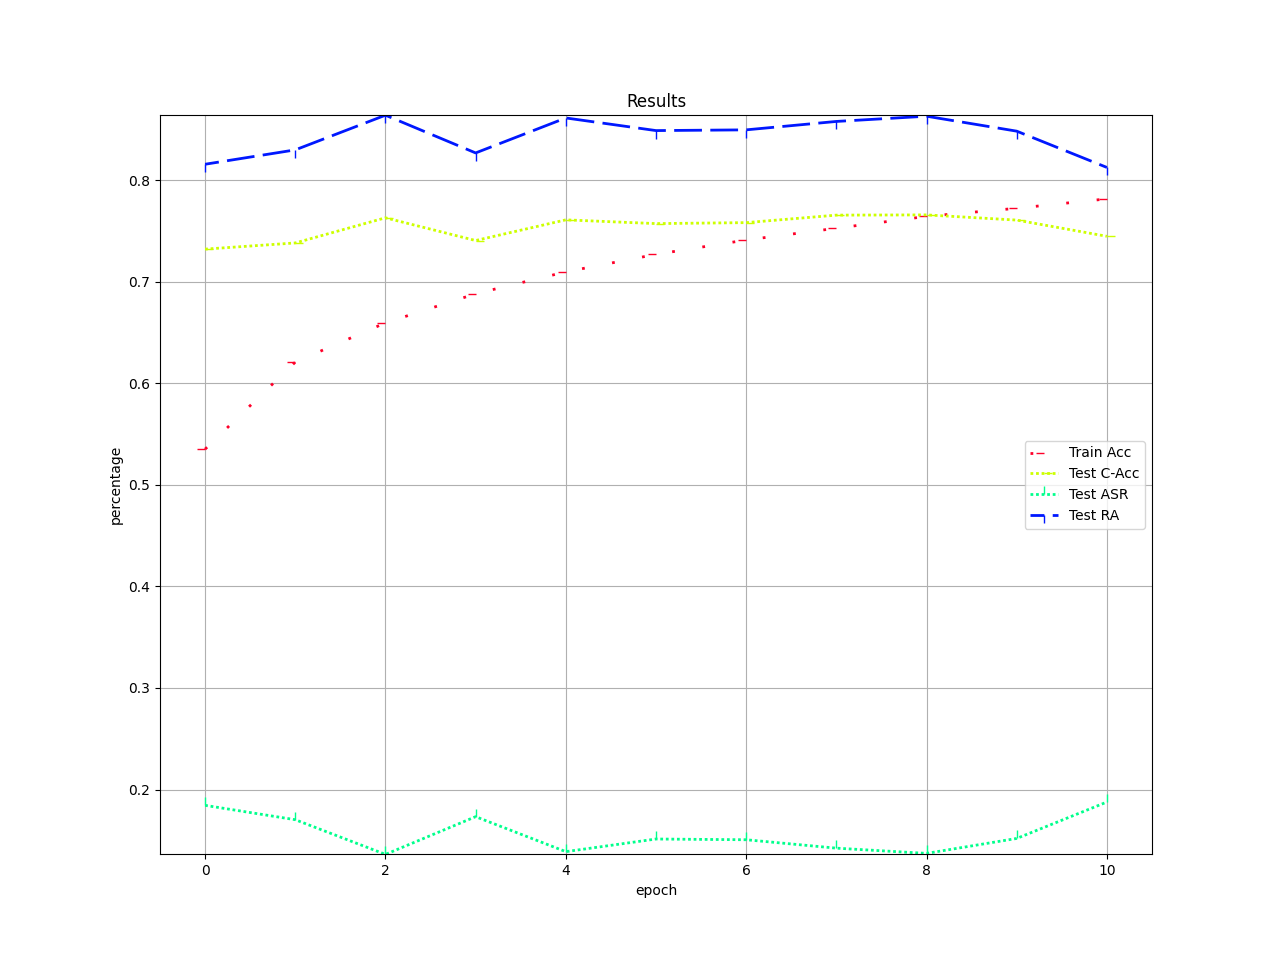 Results
percentage
0.8
0.7
0.6
0.5
0.4
0.3
0.2
Train Acc
Test C-Acc
Test ASR
Test RA
0 2 4 6 8 10
epoch